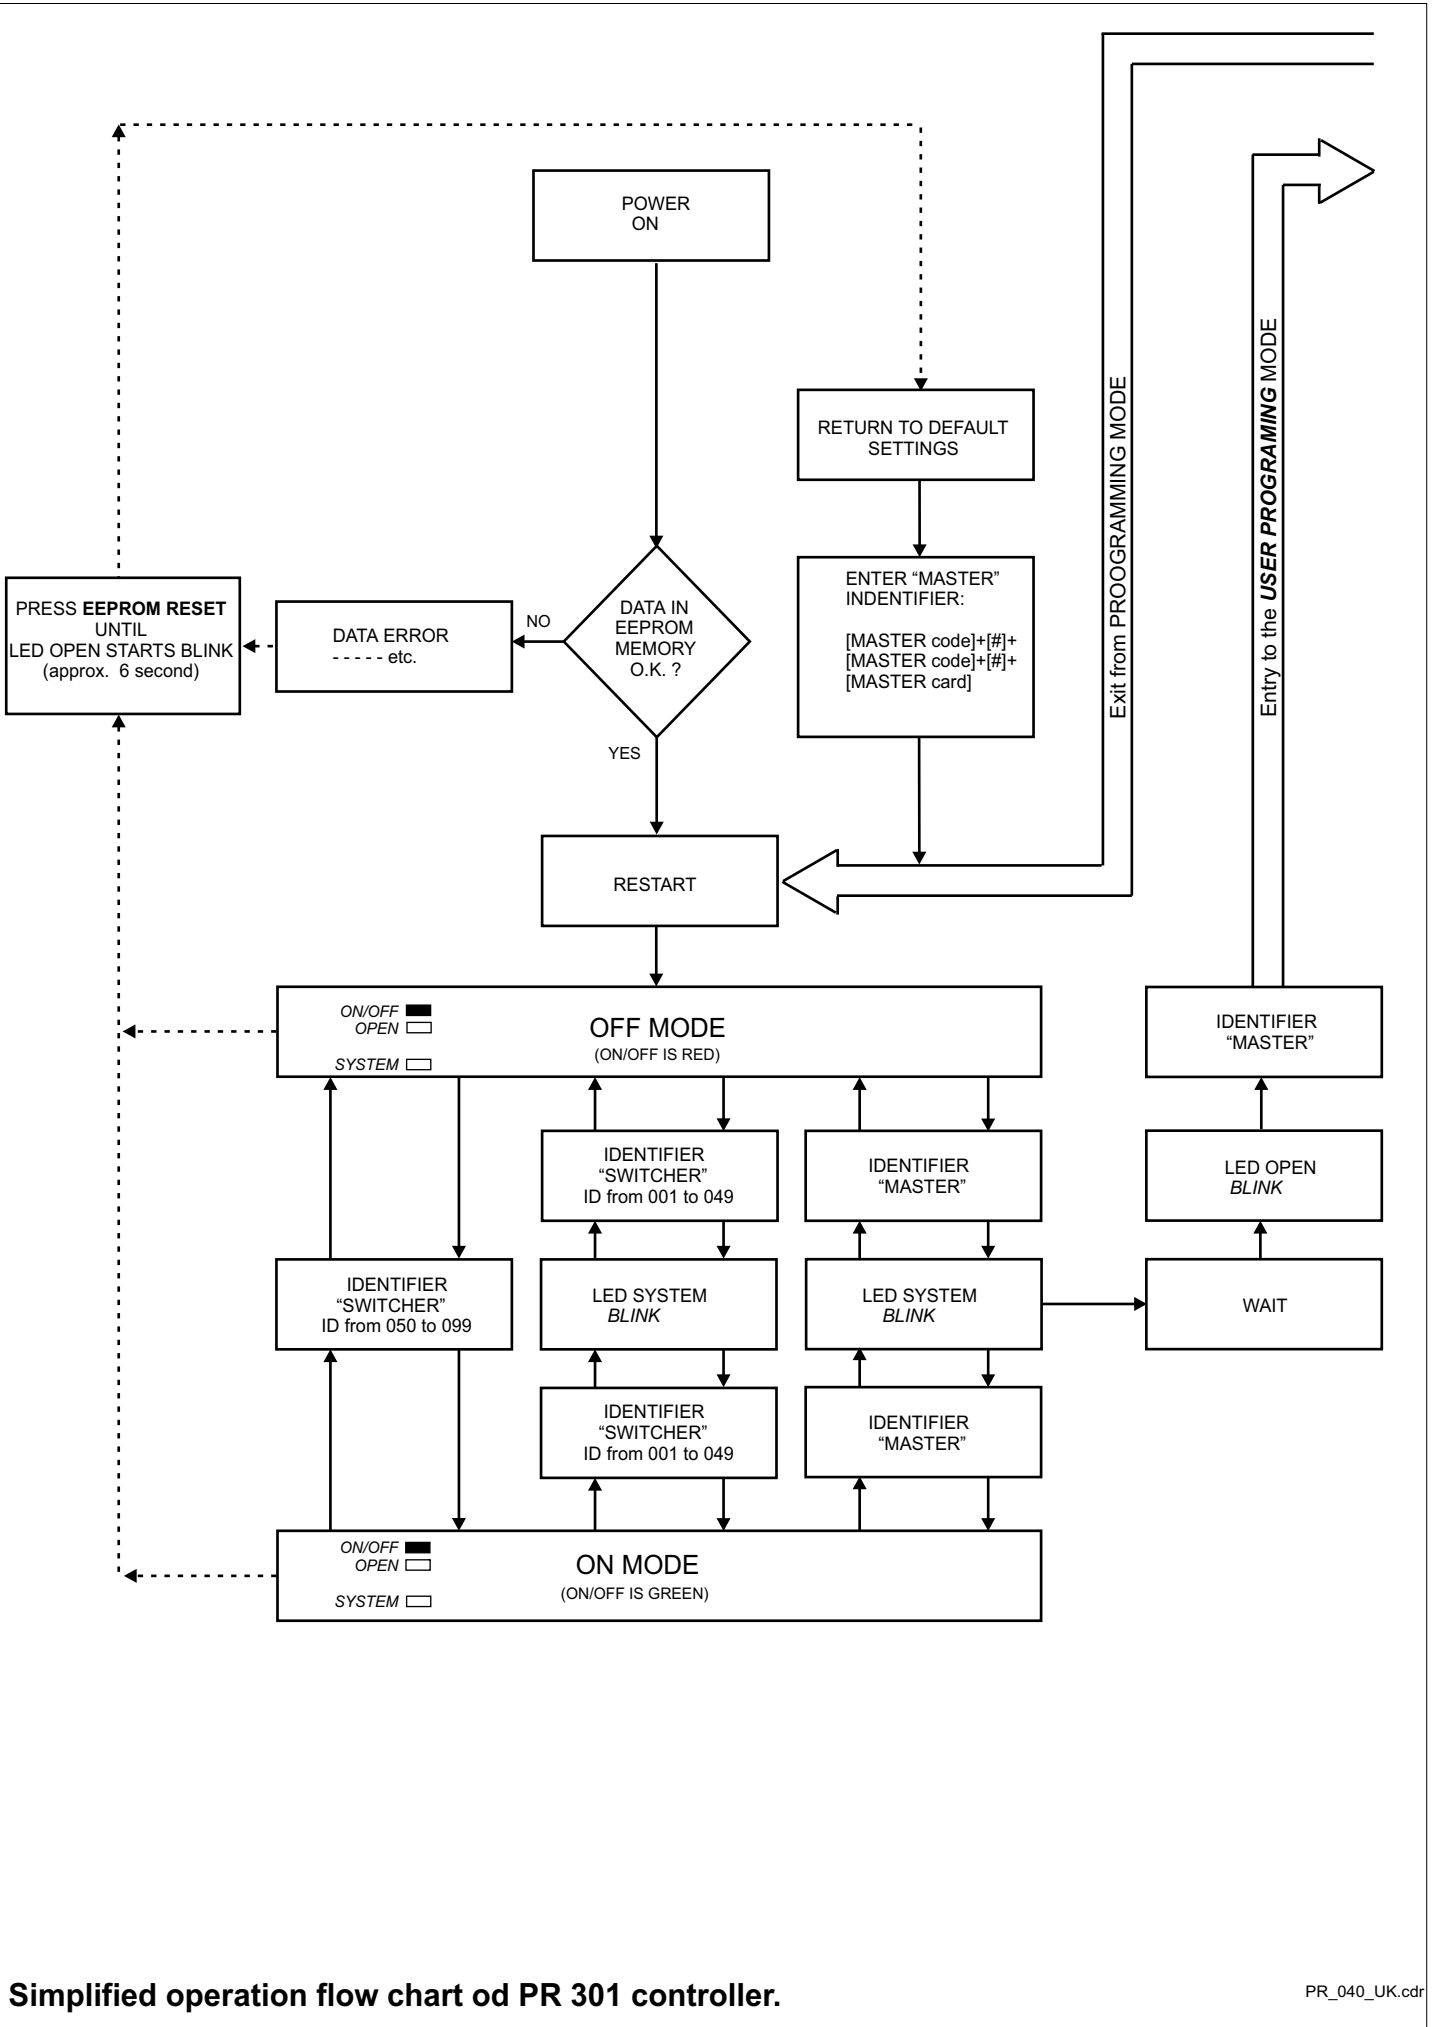 POWER
ON
RETURN TO DEFAULT
SETTINGS
Exit from PROOGRAMMING MODE
Entry to the USER PROGRAMING MODE
PRESS EEPROM RESET
UNTIL
LED OPEN STARTS BLINK
(approx. 6 second)
DATA ERROR
- - - - - etc.
NO
DATA IN
EEPROM
MEMORY
O.K. ?
YES
ENTER “MASTER”
INDENTIFIER:
[MASTER code]+[#]+
[MASTER code]+[#]+
[MASTER card]
RESTART
ON/OFF
OPEN
SYSTEM
OFF MODE
(ON/OFF IS RED)
IDENTIFIER
“MASTER”
IDENTIFIER
“SWITCHER”
ID from 001 to 049
IDENTIFIER
“MASTER”
LED OPEN
BLINK
IDENTIFIER
“SWITCHER”
ID from 050 to 099
LED SYSTEM
BLINK
LED SYSTEM
BLINK
WAIT
IDENTIFIER
“SWITCHER”
ID from 001 to 049
IDENTIFIER
“MASTER”
ON/OFF
OPEN
SYSTEM
ON MODE
(ON/OFF IS GREEN)
Simplified operation flow chart od PR 301 controller.
PR_040_UK.cdr